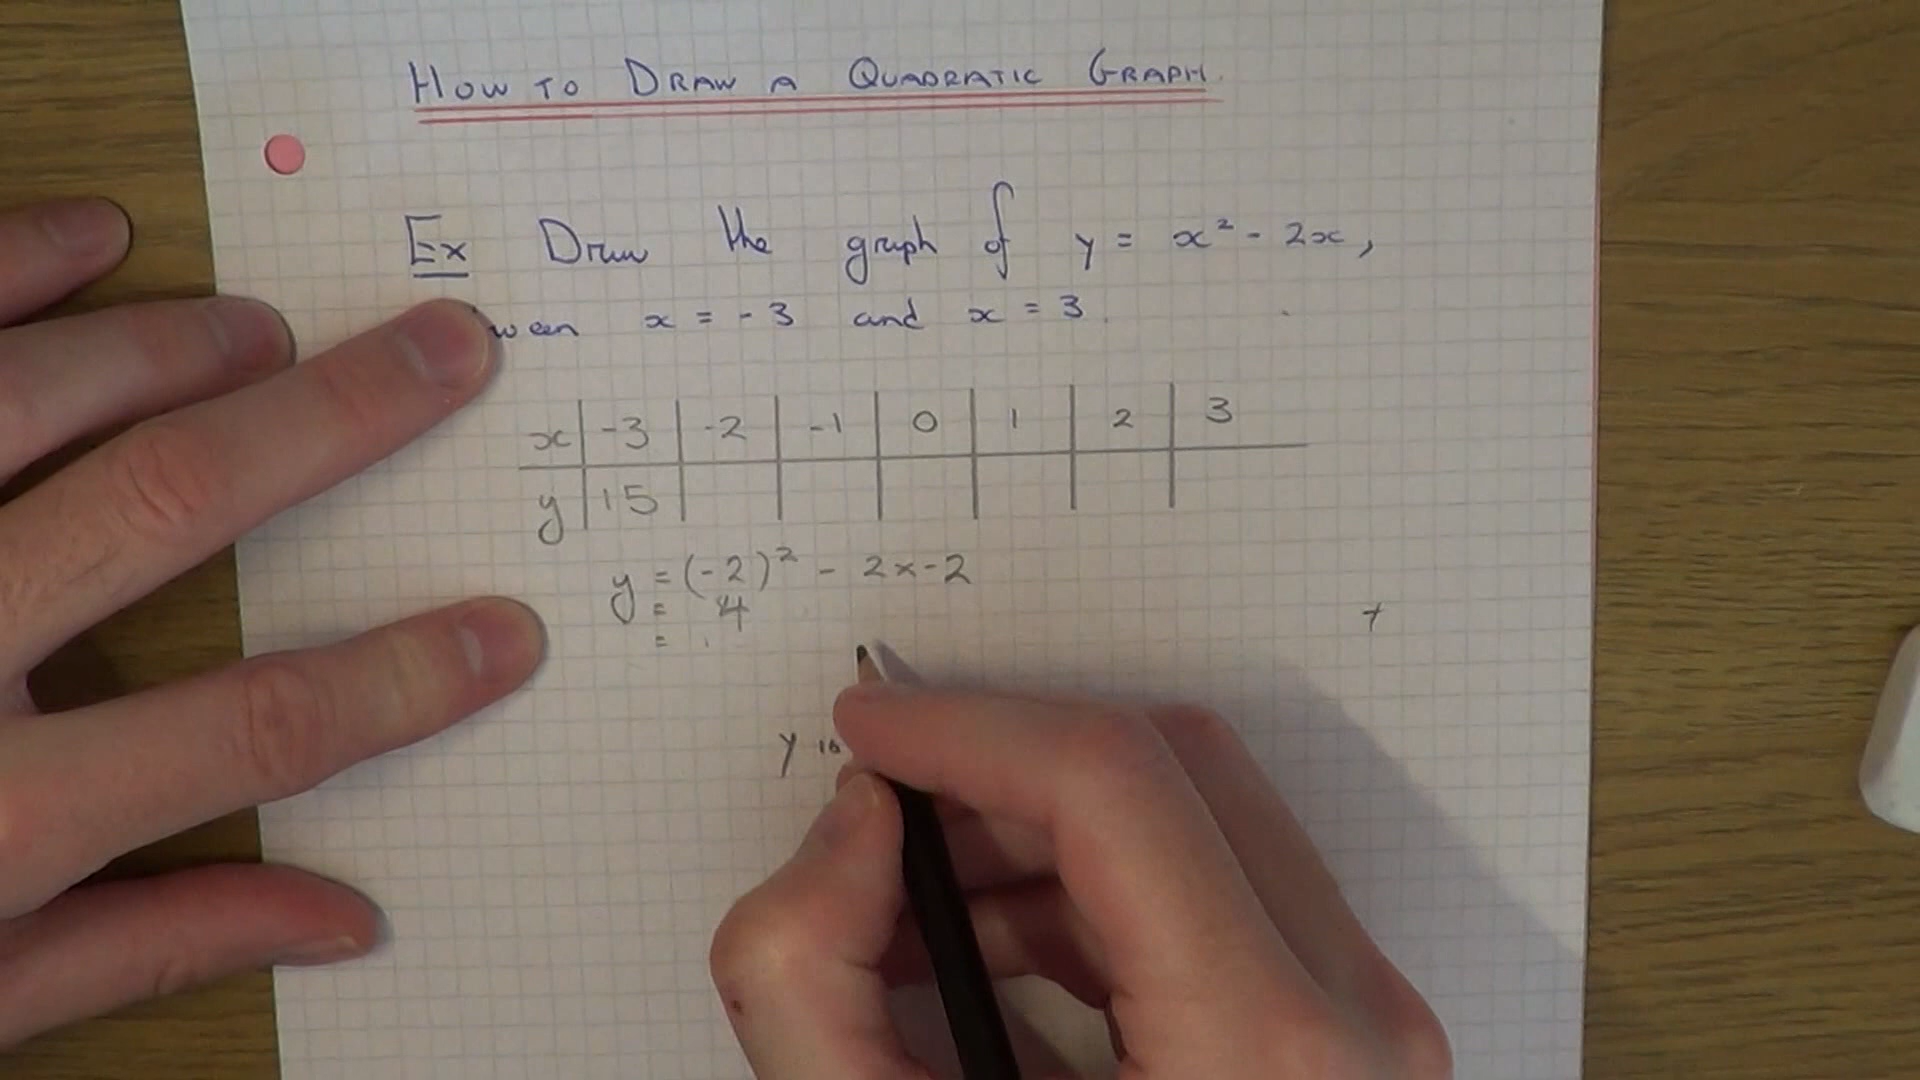 HOW TO DRAW A QUADRATIC GRAPH.
Ex Draw the graph of y = x² - 2x,
ween x = -3 and x = 3.
x | -3 | -2 | -1 | 0 | 1 | 2 | 3
y | 15
y = (-2)² - 2x-2
= 4
=
+
y